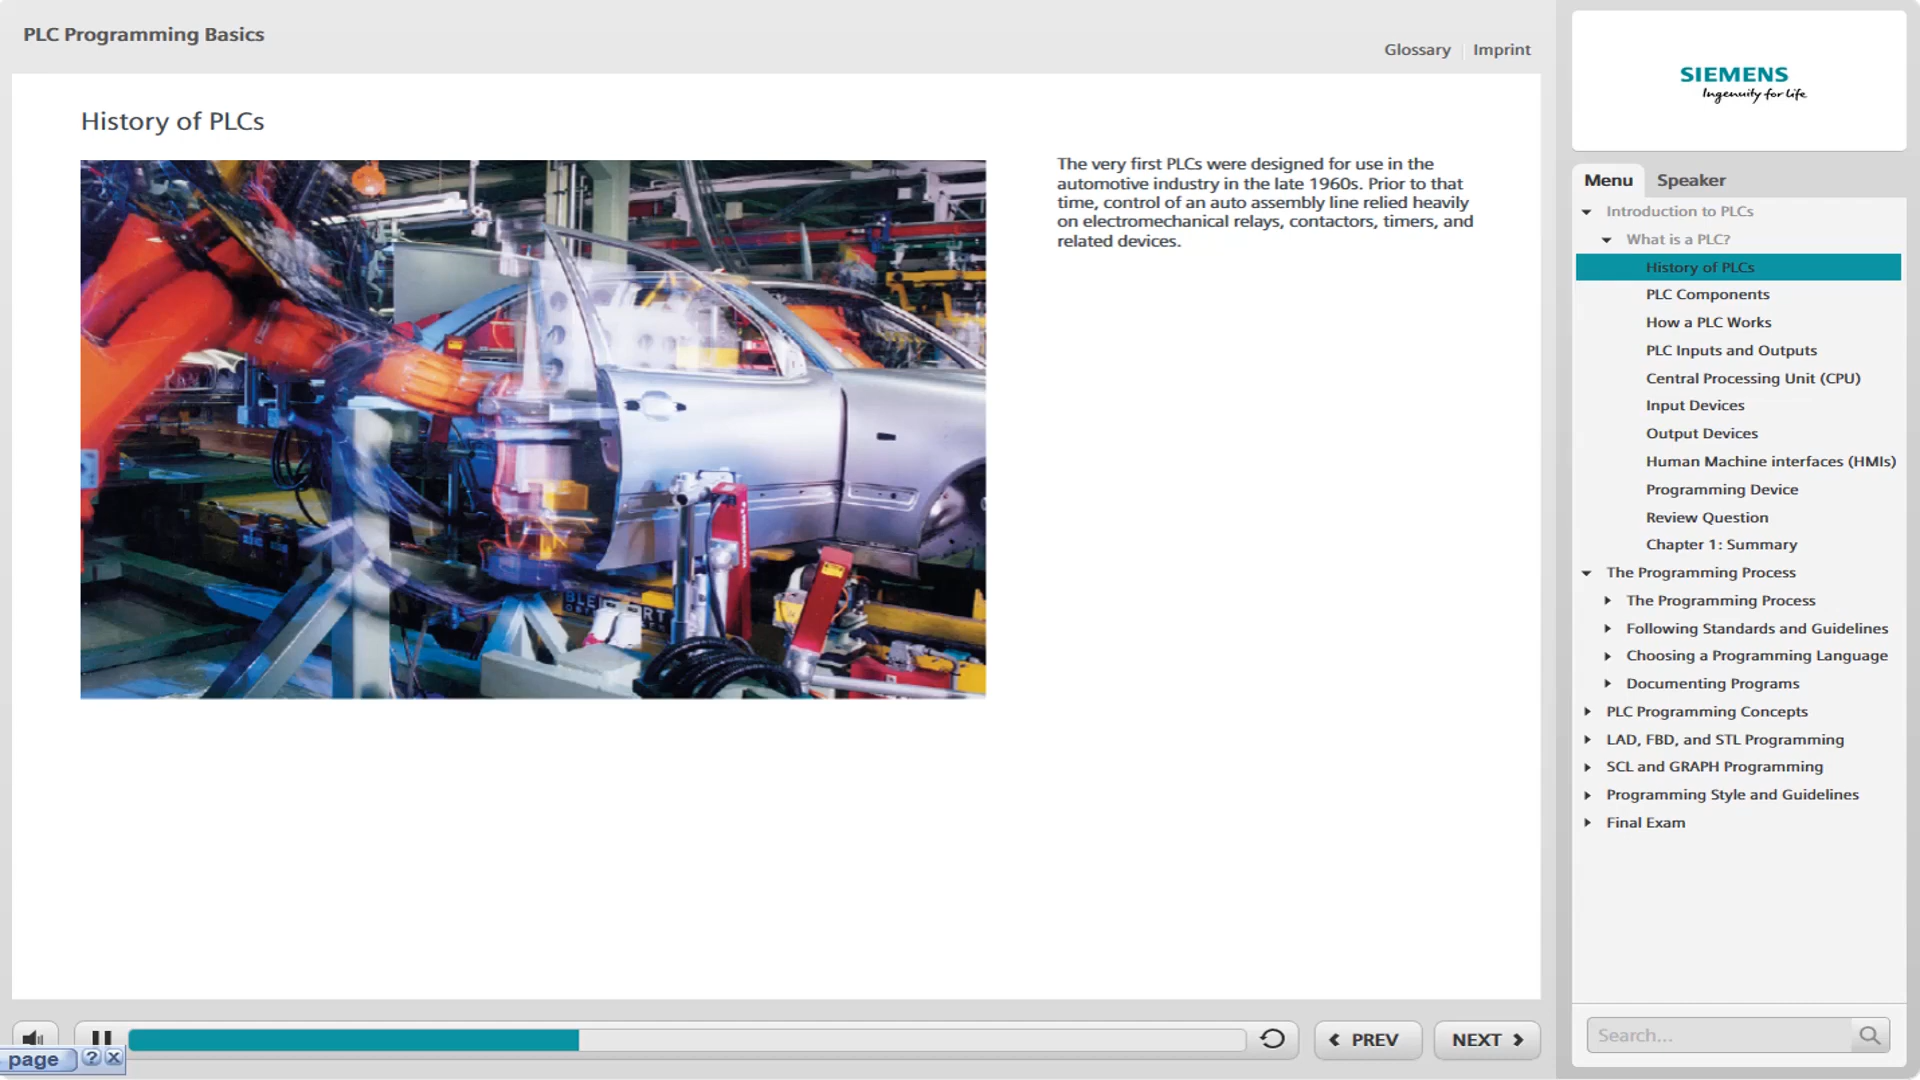 PLC Programming Basics
Glossary
Imprint
SIEMENS
Ingenuity for life
History of PLCs
The very first PLCs were designed for use in the
automotive industry in the late 1960s. Prior to that
time, control of an auto assembly line relied heavily
on electromechanical relays, contactors, timers, and
related devices.
Menu
Speaker
Introduction to PLCs
What is a PLC?
History of PLCs
PLC Components
How a PLC Works
PLC Inputs and Outputs
Central Processing Unit (CPU)
Input Devices
Output Devices
Human Machine interfaces (HMIs)
Programming Device
Review Question
Chapter 1: Summary
The Programming Process
The Programming Process
Following Standards and Guidelines
Choosing a Programming Language
Documenting Programs
PLC Programming Concepts
LAD, FBD, and STL Programming
SCL and GRAPH Programming
Programming Style and Guidelines
Final Exam
Search...
PREV
NEXT
page ?